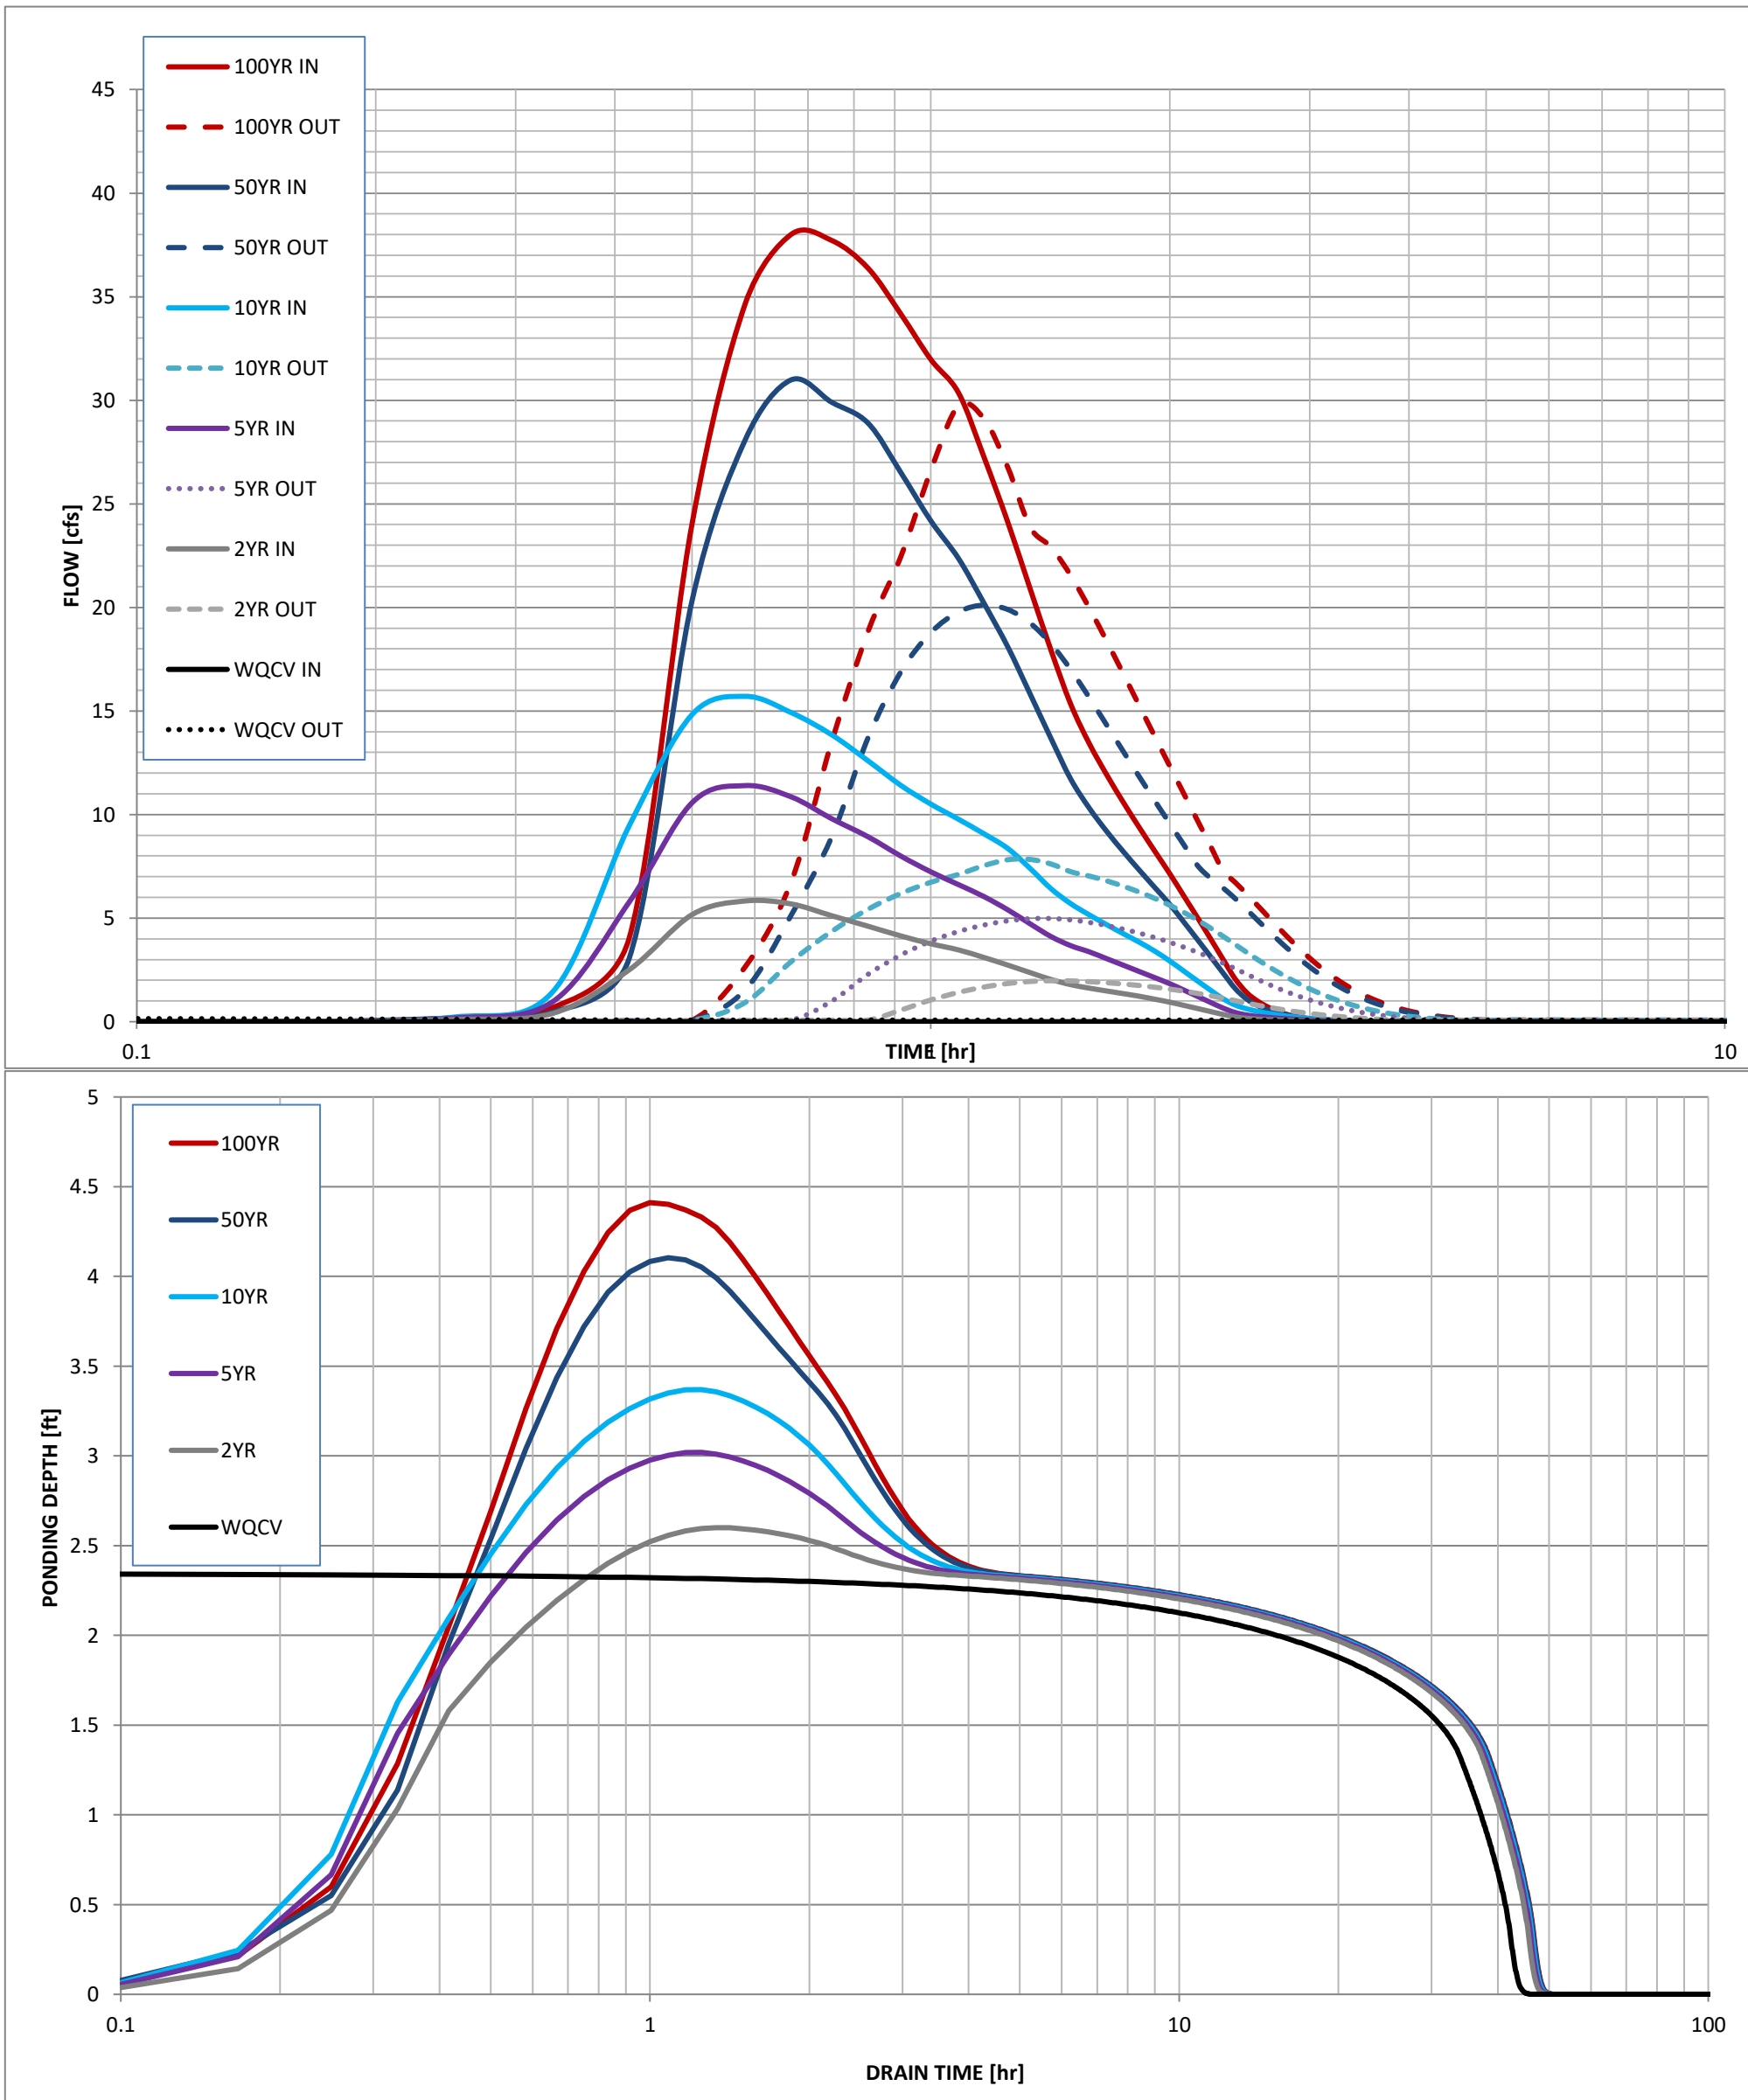 100YR IN
100YR OUT
50YR IN
50YR OUT
10YR IN
10YR OUT
5YR IN
5YR OUT
2YR IN
2YR OUT
WQCV IN
WQCV OUT
45
40
35
30
25
20
15
10
5
0
FLOW [cfs]
0.1
1
10
TIME [hr]
100YR
50YR
10YR
5YR
2YR
WQCV
5
4.5
4
3.5
3
2.5
2
1.5
1
0.5
0
PONDING DEPTH [ft]
0.1
1
10
100
DRAIN TIME [hr]